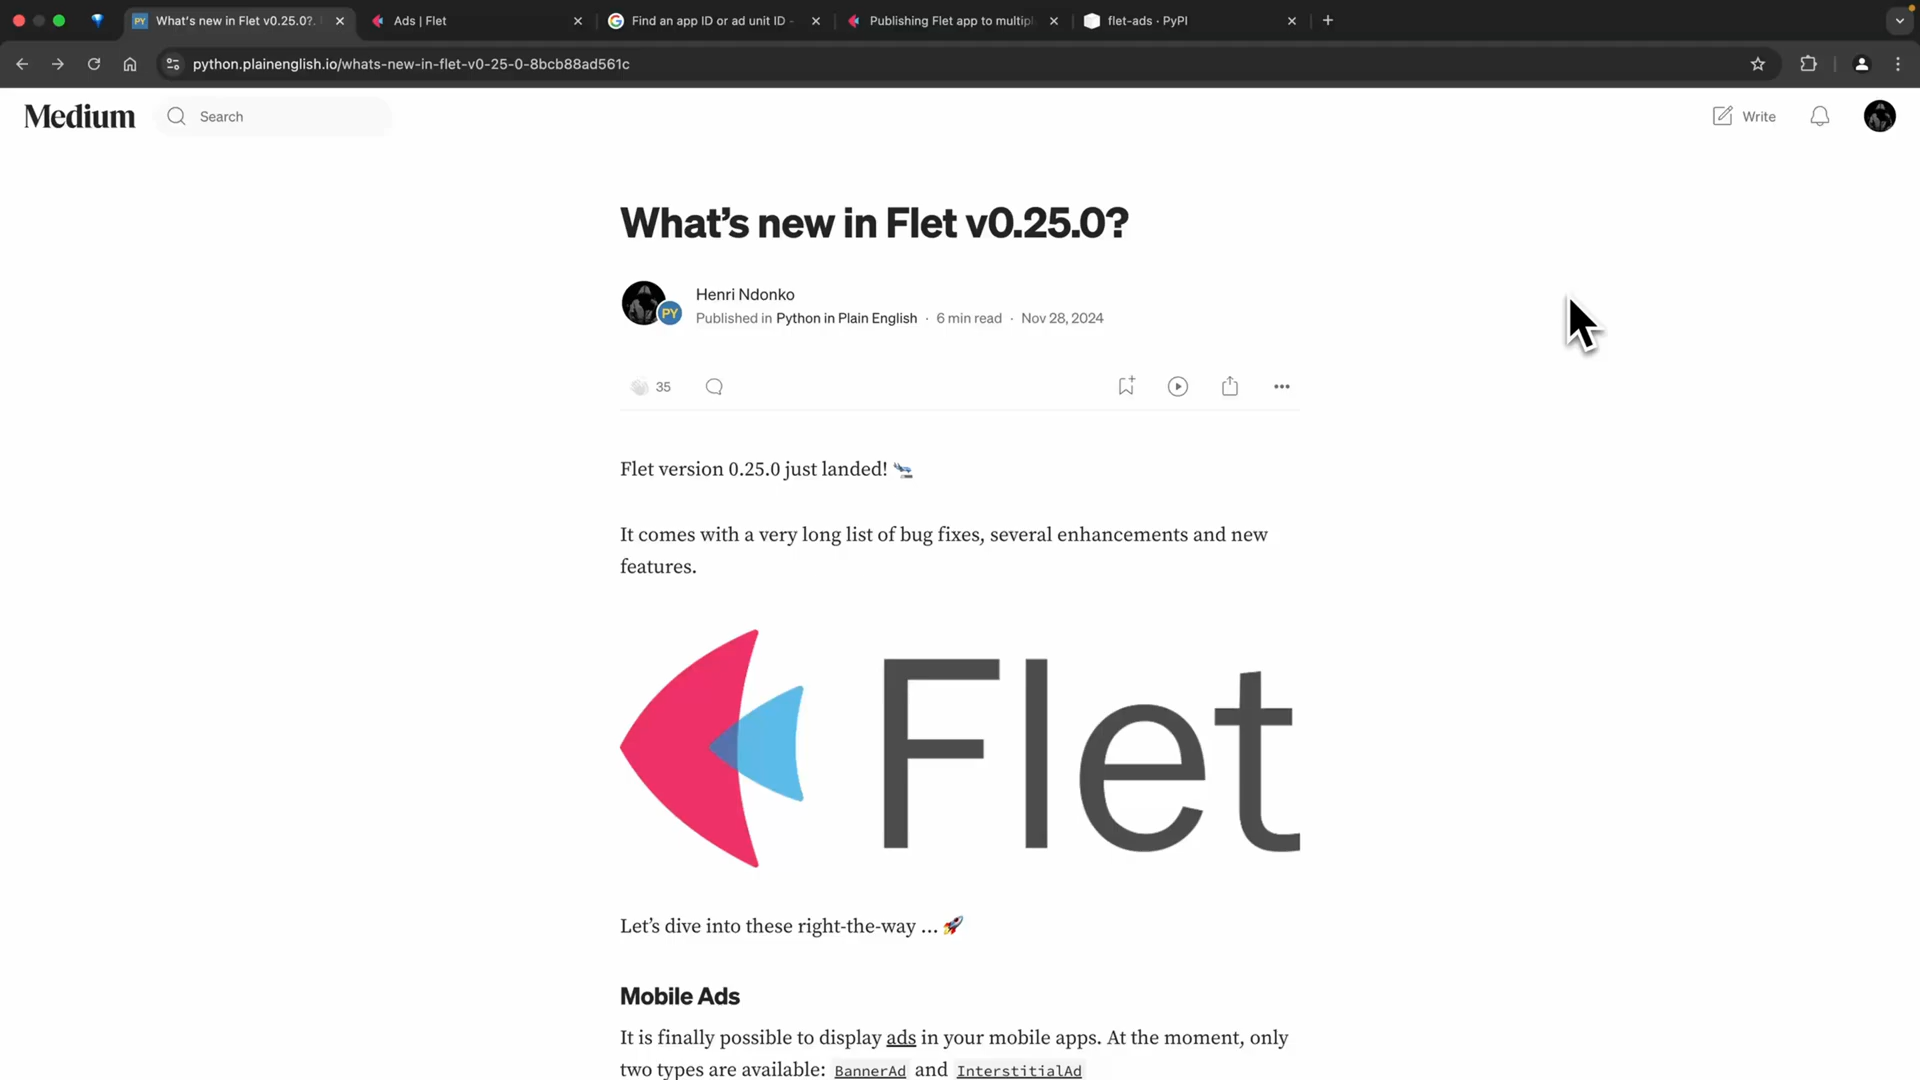 What's new in Flet v0.25.0?.
Ads | Flet
Find an app ID or ad unit ID -
Publishing Flet app to multipl
flet-ads · PyPI
python.plainenglish.io/whats-new-in-flet-v0-25-0-8bcb88ad561c
Medium
Search
Write
What's new in Flet v0.25.0?
Henri Ndonko
PY
Published in Python in Plain English · 6 min read · Nov 28, 2024
35
Flet version 0.25.0 just landed! 🛬
It comes with a very long list of bug fixes, several enhancements and new
features.
Flet
Let's dive into these right-the-way … 🚀
Mobile Ads
It is finally possible to display ads in your mobile apps. At the moment, only
two types are available: BannerAd and InterstitialAd